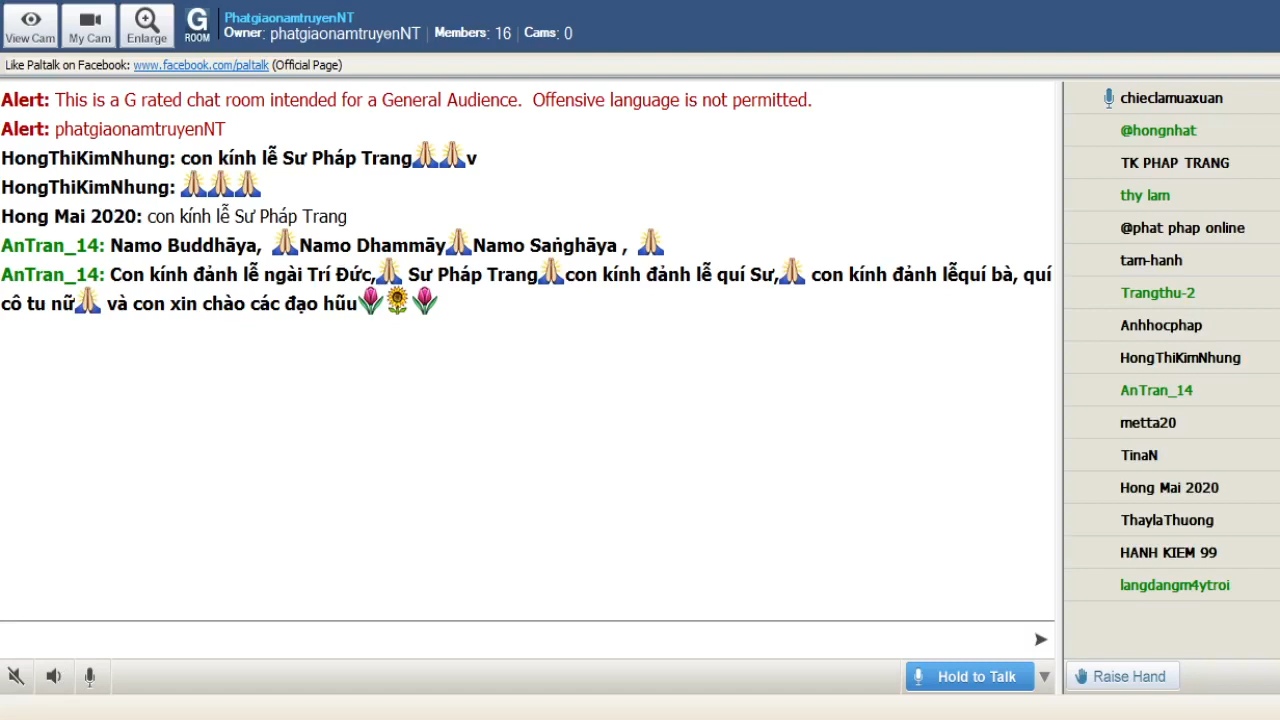 PhatgiaonamtruyenNT
View Cam
My Cam
Enlarge
G
ROOM
Owner: phatgiaonamtruyenNT | Members: 16 | Cams: 0
Like Paltalk on Facebook: www.facebook.com/paltalk (Official Page)
Alert: This is a G rated chat room intended for a General Audience.  Offensive language is not permitted.
Alert: phatgiaonamtruyenNT
HongThiKimNhung: con kính lễ Sư Pháp Trang🙏🙏v
HongThiKimNhung: 🙏🙏🙏
Hong Mai 2020: con kính lễ Sư Pháp Trang
AnTran_14: Namo Buddhāya, 🙏Namo Dhammāy🙏Namo Saṅghāya , 🙏
AnTran_14: Con kính đảnh lễ ngài Trí Đức,🙏 Sư Pháp Trang🙏con kính đảnh lễ quí Sư,🙏 con kính đảnh lễquí bà, quí
cô tu nữ🙏 và con xin chào các đạo hữu🌷🌻🌷
chieclamuaxuan
@hongnhat
TK PHAP TRANG
thy lam
@phat phap online
tam-hanh
Trangthu-2
Anhhocphap
HongThiKimNhung
AnTran_14
metta20
TinaN
Hong Mai 2020
ThaylaThuong
HANH KIEM 99
langdangm4ytroi
Hold to Talk
Raise Hand